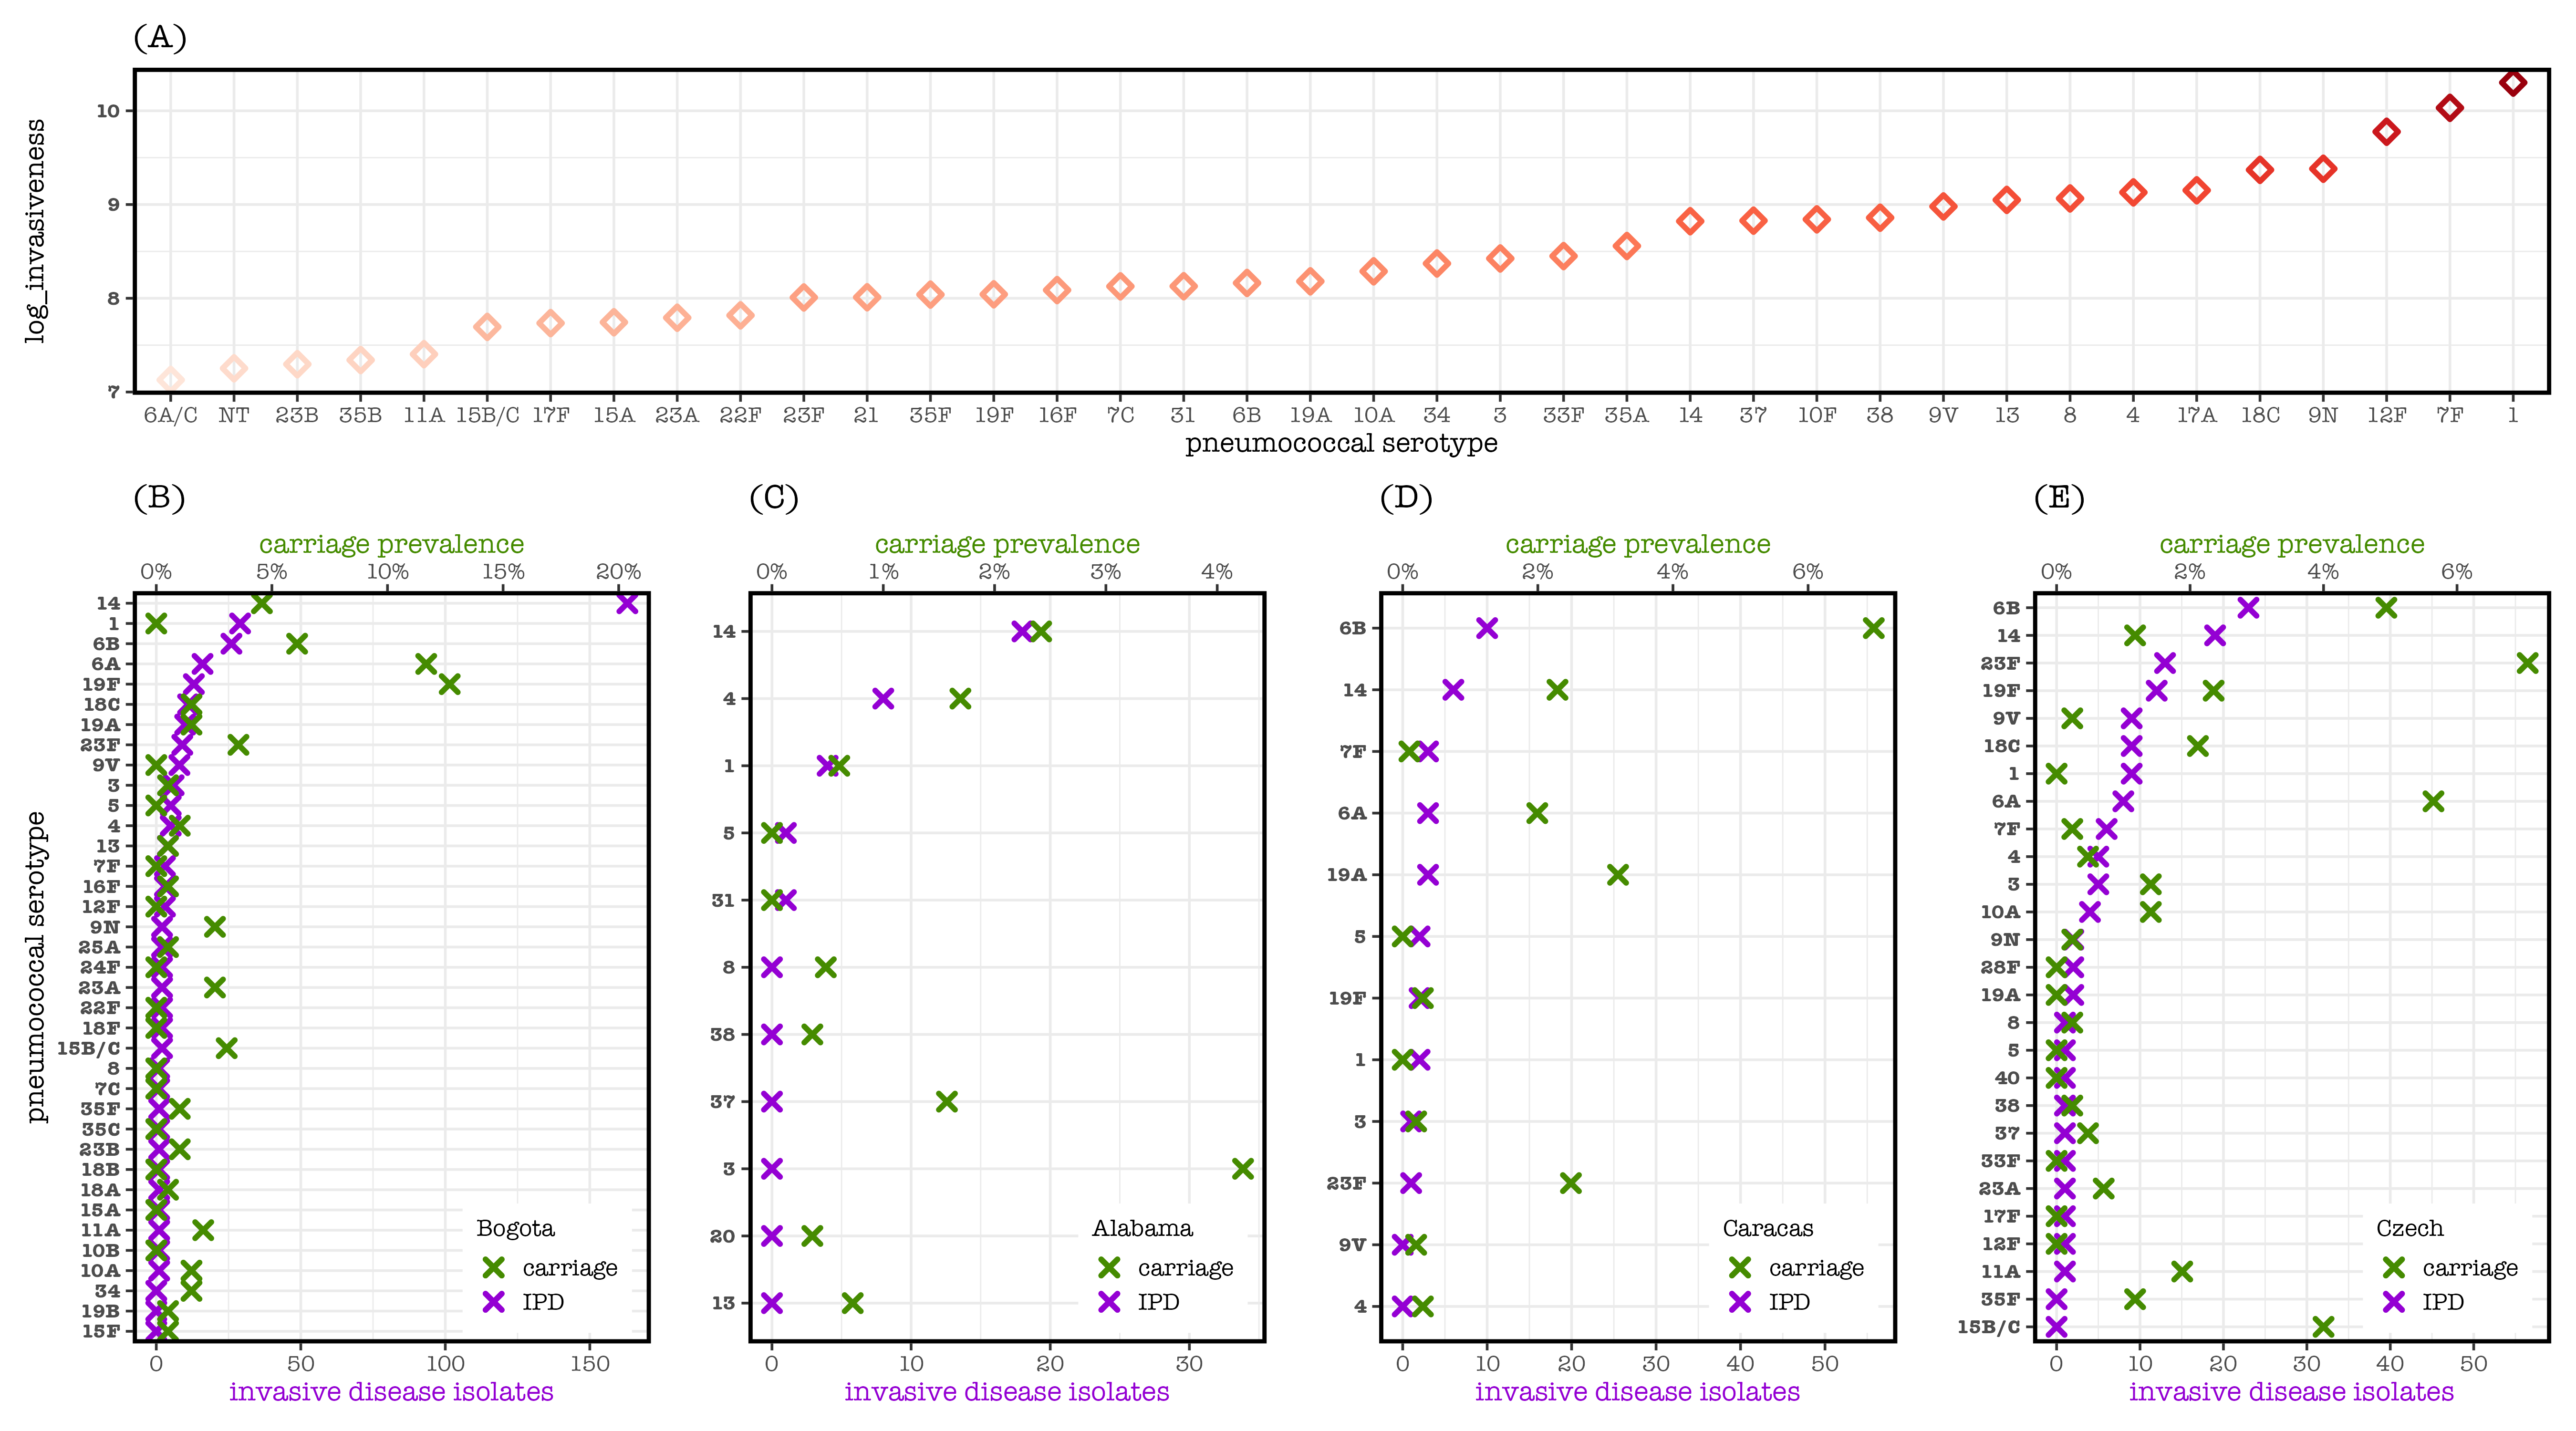 (A)
log_invasiveness
10
9
8
7
6A/C NT 23B 35B 11A 15B/C 17F 15A 23A 22F 23F 21 35F 19F 16F 7C 31 6B 19A 10A 34 3 33F 35A 14 37 10F 38 9V 13 8 4 17A 18C 9N 12F 7F 1
pneumococcal serotype
(B)
carriage prevalence
0% 5% 10% 15% 20%
pneumococcal serotype
14
1
6B
6A
19F
18C
19A
23F
9V
3
5
4
13
7F
16F
12F
9N
25A
24F
23A
22F
18F
15B/C
8
7C
35F
35C
23B
18B
18A
15A
11A
10B
10A
34
19B
15F
Bogota
carriage
IPD
0 50 100 150
invasive disease isolates
(C)
carriage prevalence
0% 1% 2% 3% 4%
14
4
1
5
31
8
38
37
3
20
13
Alabama
carriage
IPD
0 10 20 30
invasive disease isolates
(D)
carriage prevalence
0% 2% 4% 6%
6B
14
7F
6A
19A
5
19F
1
3
23F
9V
4
Caracas
carriage
IPD
0 10 20 30 40 50
invasive disease isolates
(E)
carriage prevalence
0% 2% 4% 6%
6B
14
23F
19F
9V
18C
1
6A
7F
4
3
10A
9N
28F
19A
8
5
40
38
37
33F
23A
17F
12F
11A
35F
15B/C
Czech
carriage
IPD
0 10 20 30 40 50
invasive disease isolates